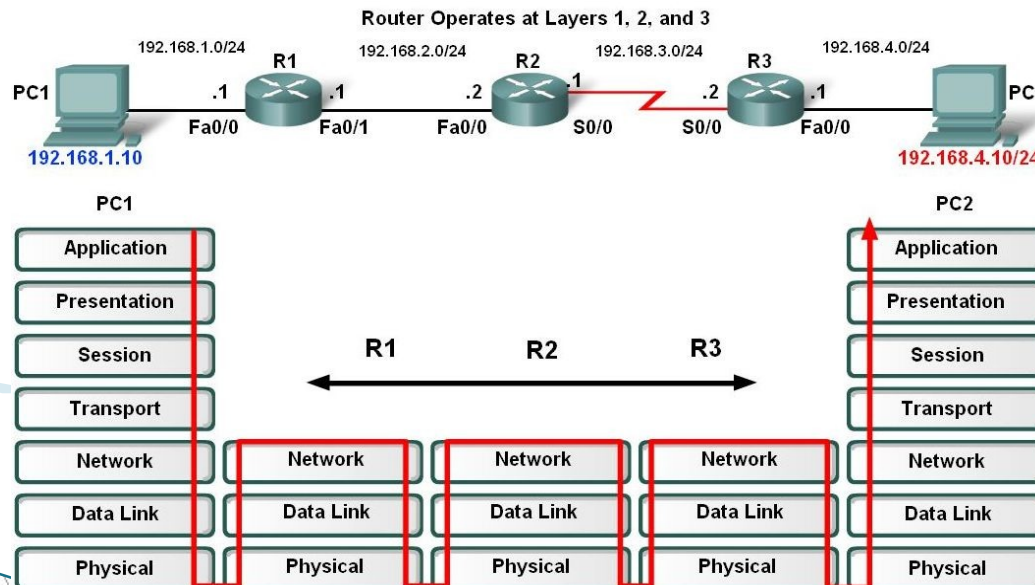 Router Operates at Layers 1, 2, and 3
192.168.1.0/24 192.168.2.0/24 192.168.3.0/24 192.168.4.0/24
R1 R2 R3
PC1 .1 .1 .2 .1 .2 .1 PC
Fa0/0 Fa0/1 Fa0/0 S0/0 S0/0 Fa0/0
192.168.1.10 192.168.4.10/24
PC1 PC2
Application Application
Presentation Presentation
Session R1 R2 R3 Session
Transport Transport
Network Network Network Network Network
Data Link Data Link Data Link Data Link Data Link
Physical Physical Physical Physical Physical